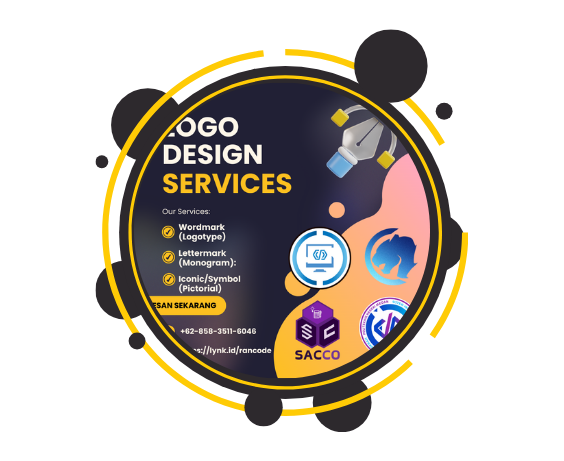 LOGO
DESIGN
SERVICES
Our Services:
Wordmark
(Logotype)
Lettermark
(Monogram):
Iconic/Symbol
(Pictorial)
ESAN SEKARANG
+62-858-3511-6046
s://lynk.id/rancode
S C
SACCO